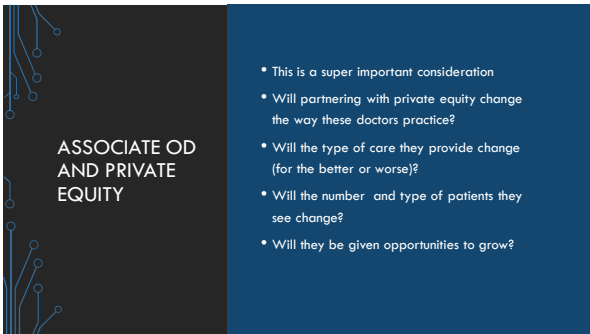 ASSOCIATE OD
AND PRIVATE
EQUITY
• This is a super important consideration
• Will partnering with private equity change
the way these doctors practice?
• Will the type of care they provide change
(for the better or worse)?
• Will the number and type of patients they
see change?
• Will they be given opportunities to grow?